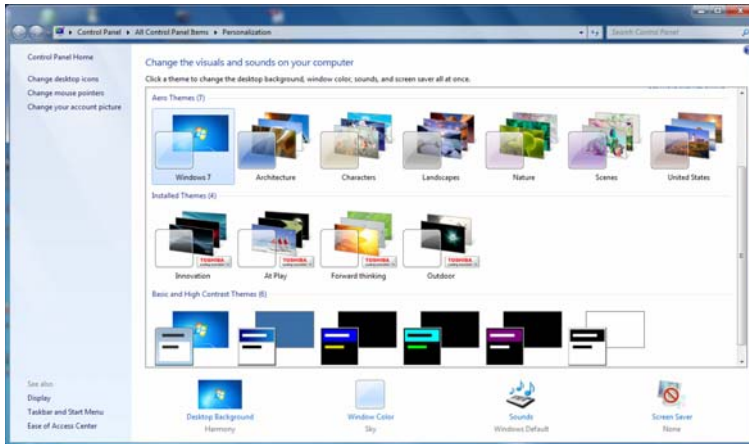 Control Panel ▸ All Control Panel Items ▸ Personalization
Search Control Panel
Control Panel Home
Change desktop icons
Change mouse pointers
Change your account picture
Change the visuals and sounds on your computer
Click a theme to change the desktop background, window color, sounds, and screen saver all at once.
Aero Themes (7)
Windows 7
Architecture
Characters
Landscapes
Nature
Scenes
United States
Installed Themes (4)
TOSHIBA
TOSHIBA
TOSHIBA
TOSHIBA
Innovation
At Play
Forward thinking
Outdoor
Basic and High Contrast Themes (6)
See also
Display
Taskbar and Start Menu
Ease of Access Center
Desktop Background
Harmony
Window Color
Sky
Sounds
Windows Default
Screen Saver
None